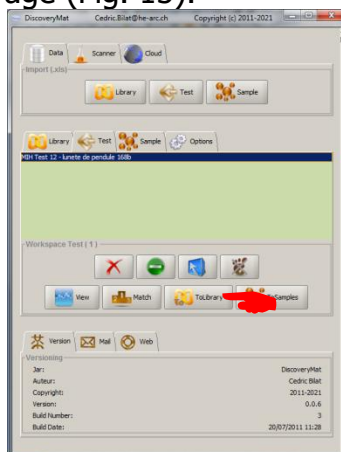 age (Fig. 15).
DiscoveryMat Cedric.Bilat@he-arc.ch Copyright (c) 2011-2021
Data Scanner Cloud
Import (.xls)
Library Test Sample
Library Test Sample Options
MIH Test 12 - lunete de pendule 168b
Workspace Test ( 1 )
View Match ToLibrary Samples
Version Mail Web
Versioning
Jar: DiscoveryMat
Auteur: Cedric Bilat
Copyright: 2011-2021
Version: 0.0.6
Build Number: 3
Build Date: 20/07/2011 11:28